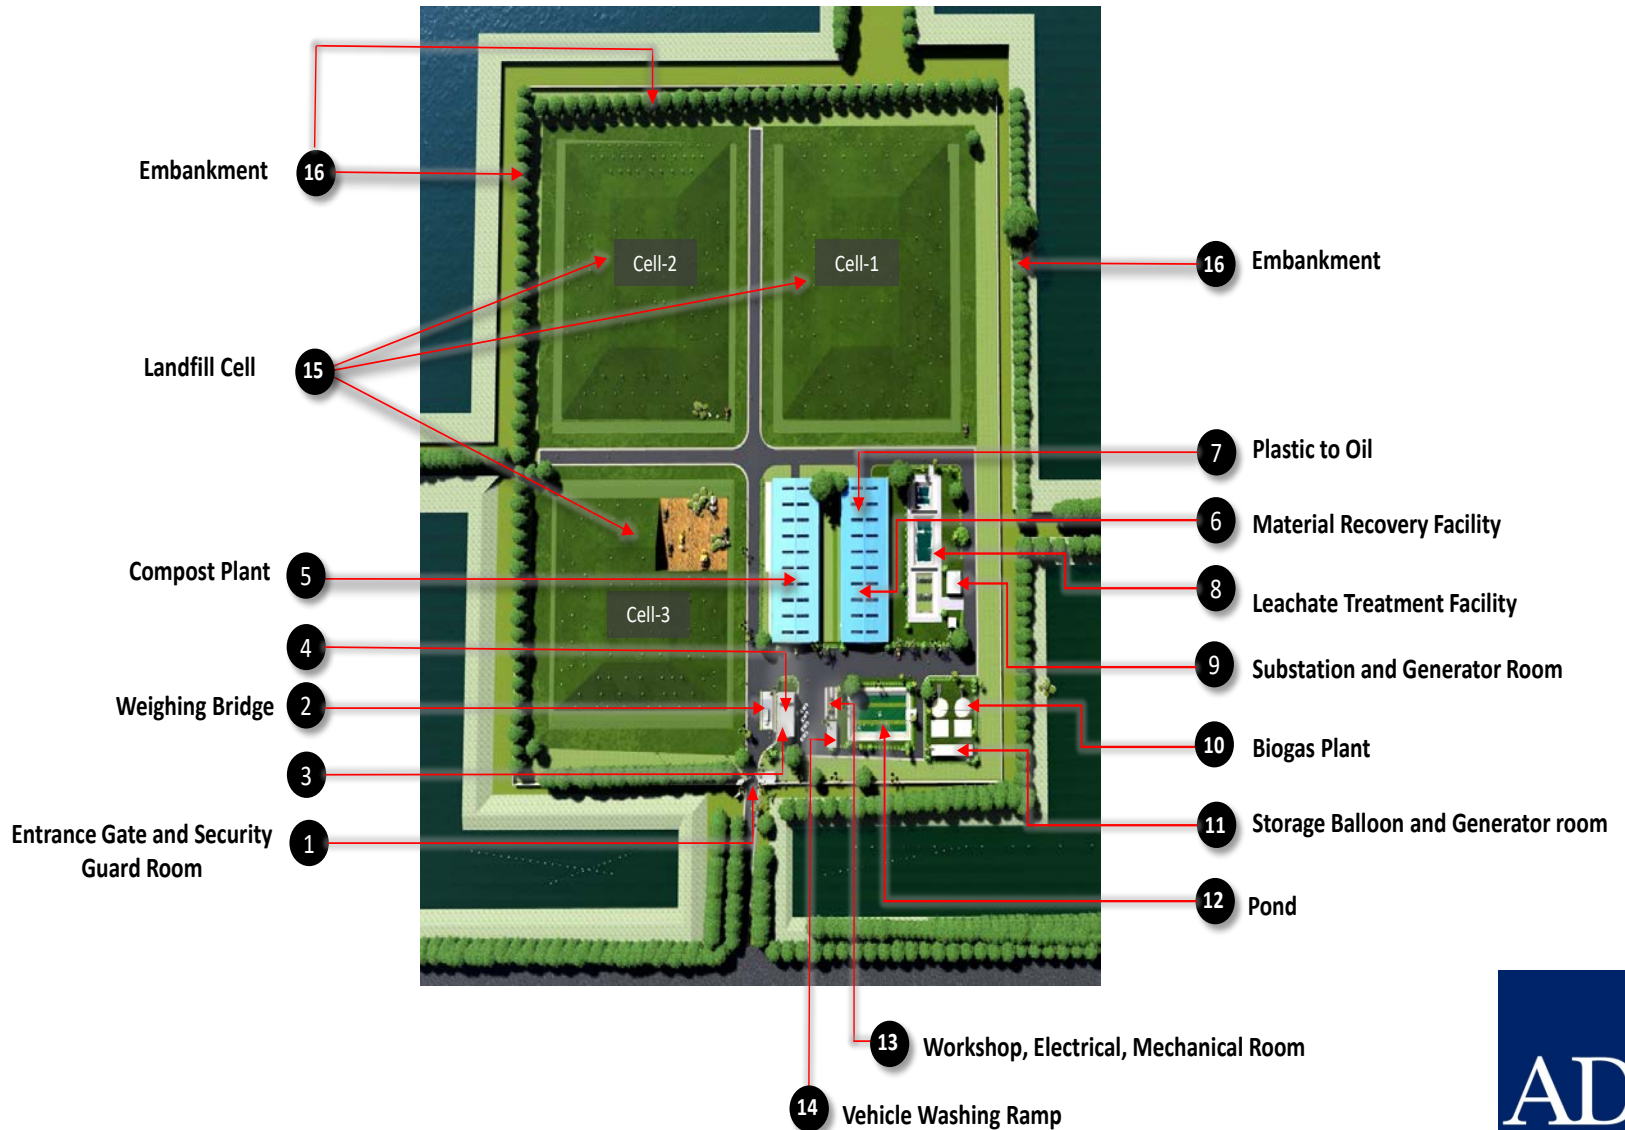 Embankment
16
Landfill Cell
15
Compost Plant
5
4
Weighing Bridge
2
3
Entrance Gate and Security
Guard Room
1
Cell-2
Cell-1
Cell-3
16
Embankment
7
Plastic to Oil
6
Material Recovery Facility
8
Leachate Treatment Facility
9
Substation and Generator Room
10
Biogas Plant
11
Storage Balloon and Generator room
12
Pond
13
Workshop, Electrical, Mechanical Room
14
Vehicle Washing Ramp
AD